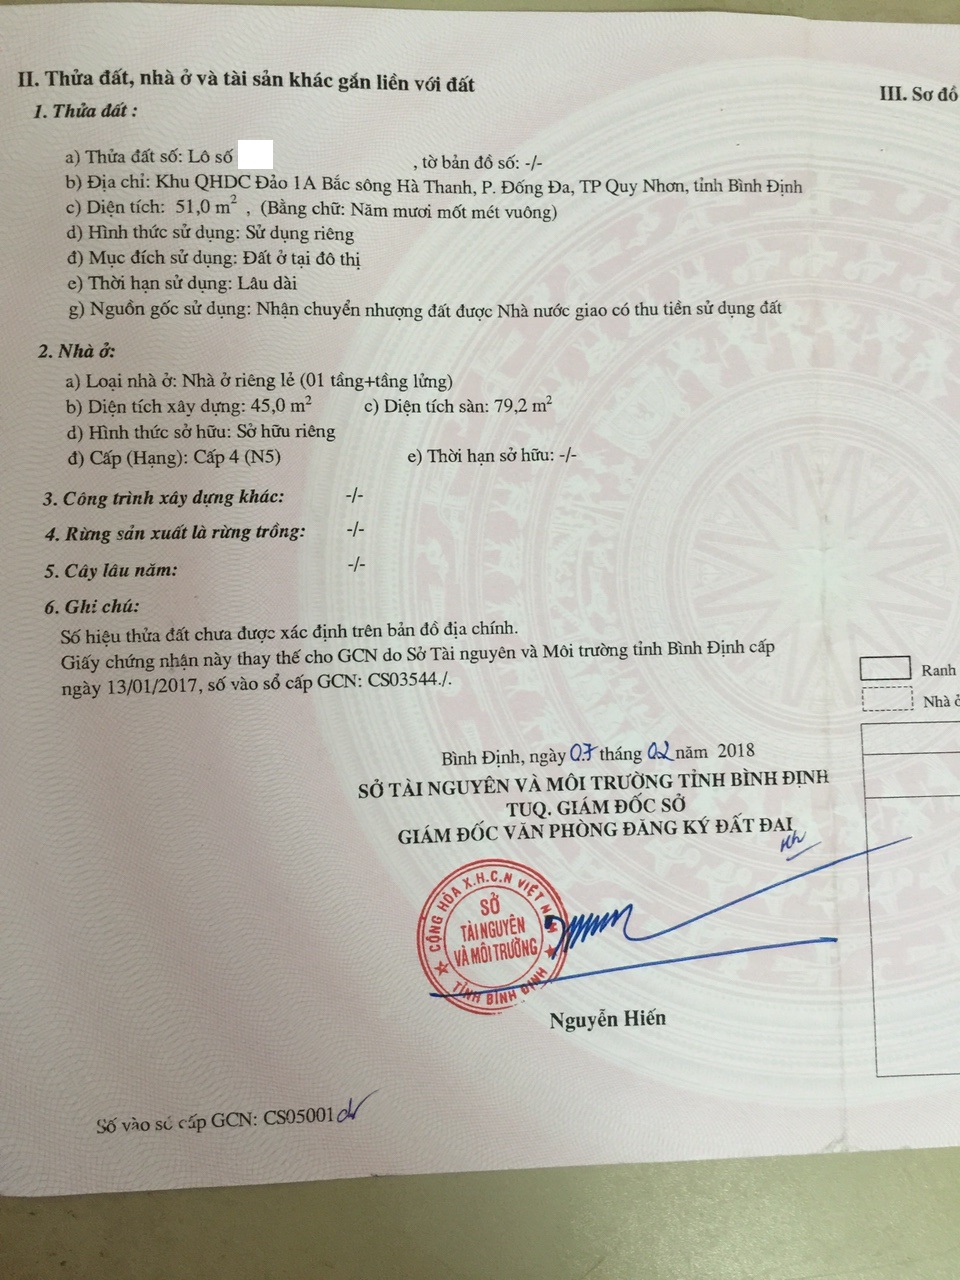 II. Thửa đất, nhà ở và tài sản khác gắn liền với đất
III. Sơ đồ
1. Thửa đất :
a) Thửa đất số: Lô số , tờ bản đồ số: -/-
b) Địa chỉ: Khu QHDC Đảo 1A Bắc sông Hà Thanh, P. Đống Đa, TP Quy Nhơn, tỉnh Bình Định
c) Diện tích: 51,0 m² , (Bằng chữ: Năm mươi mốt mét vuông)
d) Hình thức sử dụng: Sử dụng riêng
đ) Mục đích sử dụng: Đất ở tại đô thị
e) Thời hạn sử dụng: Lâu dài
g) Nguồn gốc sử dụng: Nhận chuyển nhượng đất được Nhà nước giao có thu tiền sử dụng đất
2. Nhà ở:
a) Loại nhà ở: Nhà ở riêng lẻ (01 tầng+tầng lửng)
b) Diện tích xây dựng: 45,0 m² c) Diện tích sàn: 79,2 m²
d) Hình thức sở hữu: Sở hữu riêng
đ) Cấp (Hạng): Cấp 4 (N5) e) Thời hạn sở hữu: -/-
3. Công trình xây dựng khác: -/-
4. Rừng sản xuất là rừng trồng: -/-
5. Cây lâu năm: -/-
6. Ghi chú:
Số hiệu thửa đất chưa được xác định trên bản đồ địa chính.
Giấy chứng nhận này thay thế cho GCN do Sở Tài nguyên và Môi trường tỉnh Bình Định cấp
ngày 13/01/2017, số vào sổ cấp GCN: CS03544./.
Ranh
Nhà ở
Bình Định, ngày 07 tháng 02 năm 2018
SỞ TÀI NGUYÊN VÀ MÔI TRƯỜNG TỈNH BÌNH ĐỊNH
TUQ. GIÁM ĐỐC SỞ
GIÁM ĐỐC VĂN PHÒNG ĐĂNG KÝ ĐẤT ĐAI
CỘNG HÒA X.H.C.N VIỆT NAM
SỞ
TÀI NGUYÊN
VÀ MÔI TRƯỜNG
TỈNH BÌNH ĐỊNH
Nguyễn Hiến
Số vào sổ cấp GCN: CS05001